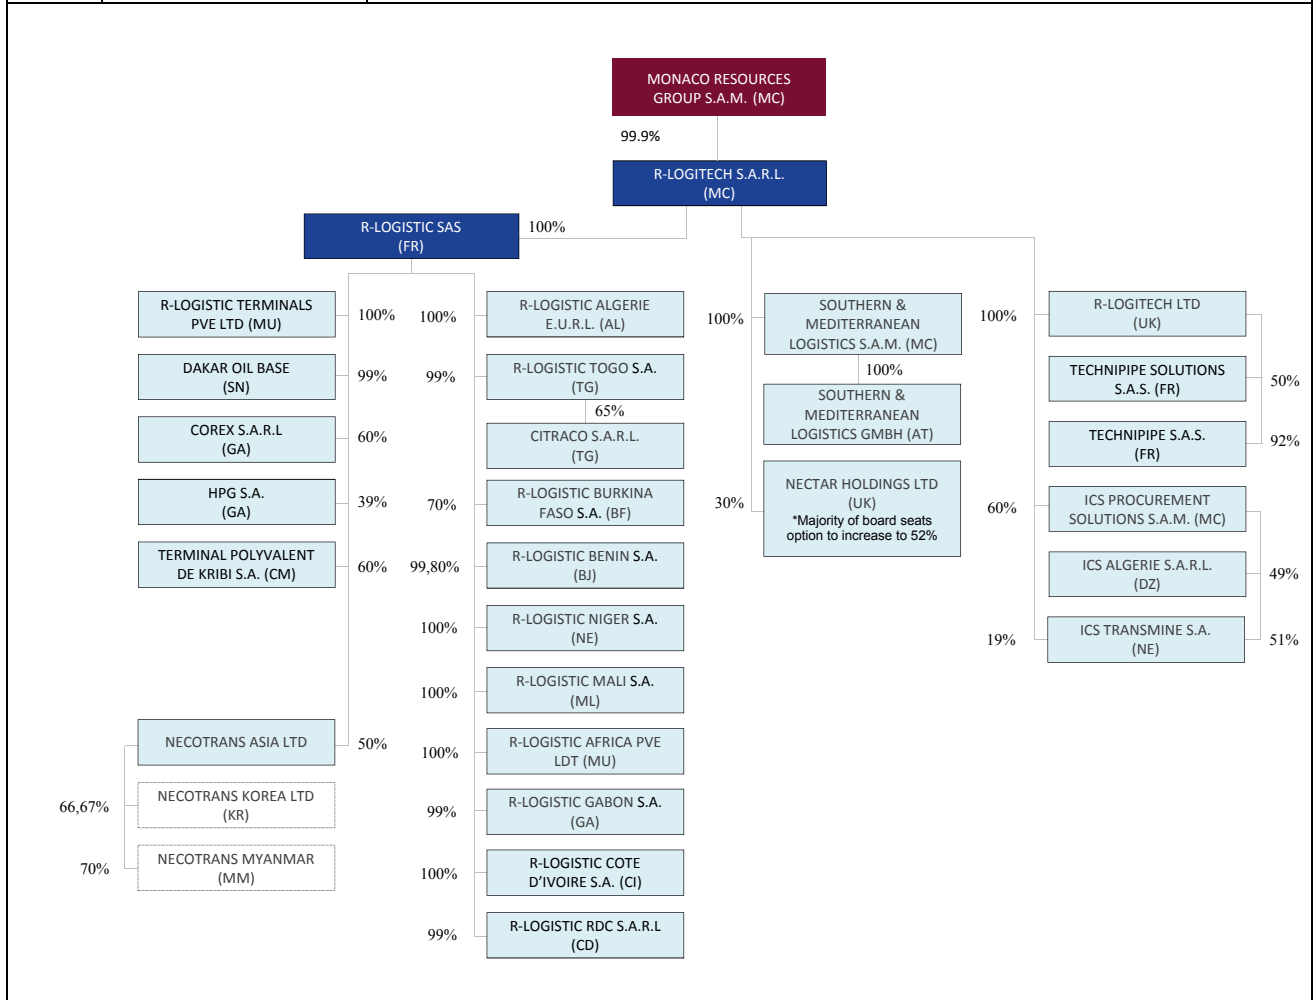 MONACO RESOURCES
GROUP S.A.M. (MC)
99.9%
R-LOGITECH S.A.R.L.
(MC)
R-LOGISTIC SAS
(FR)
100%
R-LOGISTIC TERMINALS
PVE LTD (MU)
100%
DAKAR OIL BASE
(SN)
99%
COREX S.A.R.L
(GA)
60%
HPG S.A.
(GA)
39%
TERMINAL POLYVALENT
DE KRIBI S.A. (CM)
60%
NECOTRANS ASIA LTD
50%
66,67%
NECOTRANS KOREA LTD
(KR)
70%
NECOTRANS MYANMAR
(MM)
100%
R-LOGISTIC ALGERIE
E.U.R.L. (AL)
99%
R-LOGISTIC TOGO S.A.
(TG)
65%
CITRACO S.A.R.L.
(TG)
70%
R-LOGISTIC BURKINA
FASO S.A. (BF)
99,80%
R-LOGISTIC BENIN S.A.
(BJ)
100%
R-LOGISTIC NIGER S.A.
(NE)
100%
R-LOGISTIC MALI S.A.
(ML)
100%
R-LOGISTIC AFRICA PVE
LDT (MU)
99%
R-LOGISTIC GABON S.A.
(GA)
100%
R-LOGISTIC COTE
D'IVOIRE S.A. (CI)
99%
R-LOGISTIC RDC S.A.R.L
(CD)
100%
SOUTHERN &
MEDITERRANEAN
LOGISTICS S.A.M. (MC)
100%
SOUTHERN &
MEDITERRANEAN
LOGISTICS GMBH (AT)
30%
NECTAR HOLDINGS LTD
(UK)
*Majority of board seats
option to increase to 52%
100%
R-LOGITECH LTD
(UK)
TECHNIPIPE SOLUTIONS
S.A.S. (FR)
50%
TECHNIPIPE S.A.S.
(FR)
92%
60%
ICS PROCUREMENT
SOLUTIONS S.A.M. (MC)
ICS ALGERIE S.A.R.L.
(DZ)
49%
19%
ICS TRANSMINE S.A.
(NE)
51%